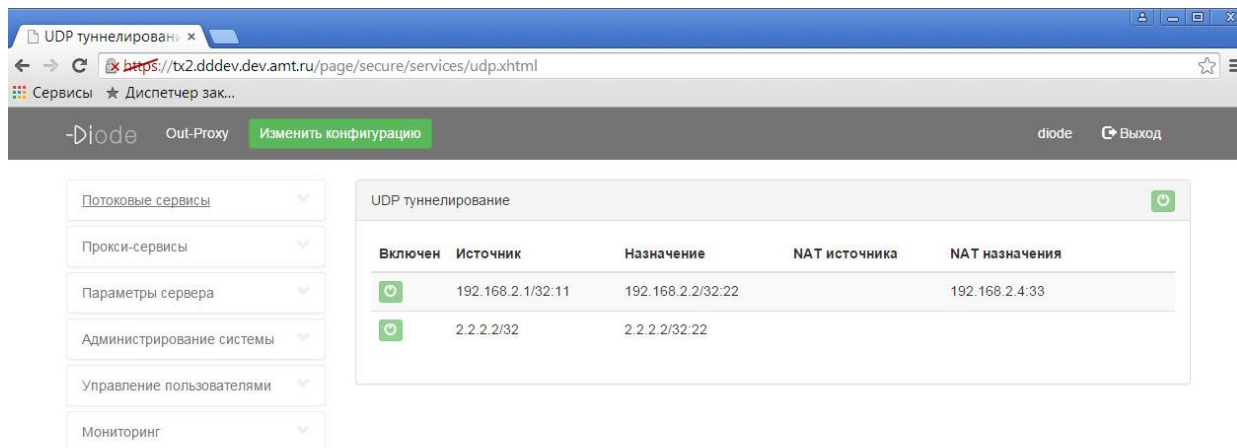 UDP туннелировани
https://tx2.dddev.dev.amt.ru/page/secure/services/udp.xhtml
Сервисы Диспетчер зак...
-Diode Out-Proxy Изменить конфигурацию diode Выход
Потоковые сервисы
Прокси-сервисы
Параметры сервера
Администрирование системы
Управление пользователями
Мониторинг
UDP туннелирование
Включен Источник Назначение NAT источника NAT назначения
192.168.2.1/32:11 192.168.2.2/32:22 192.168.2.4:33
2.2.2.2/32 2.2.2.2/32:22